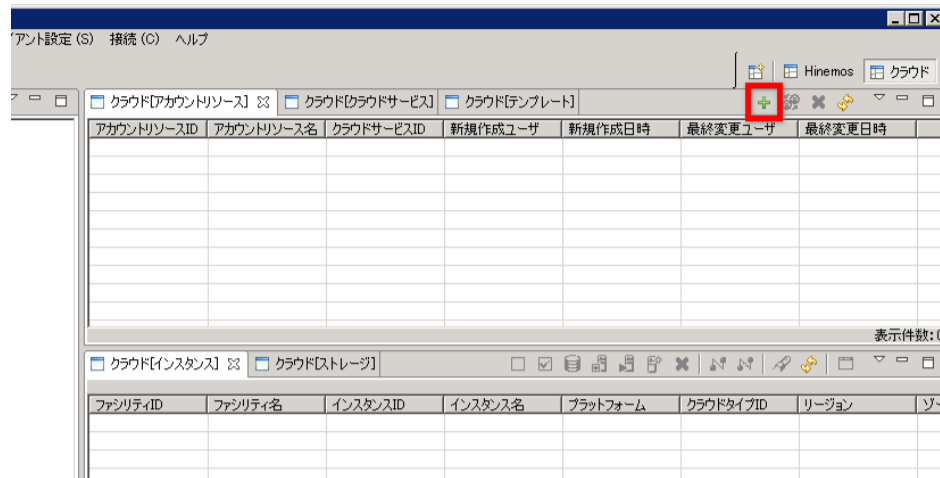 イアント設定(S) 接続(C) ヘルプ
Hinemos クラウド
クラウド[アカウントリソース] クラウド[クラウドサービス] クラウド[テンプレート]
アカウントリソースID アカウントリソース名 クラウドサービスID 新規作成ユーザ 新規作成日時 最終変更ユーザ 最終変更日時
表示件数:
クラウド[インスタンス] クラウド[ストレージ]
ファシリティID ファシリティ名 インスタンスID インスタンス名 プラットフォーム クラウドタイプID リージョン